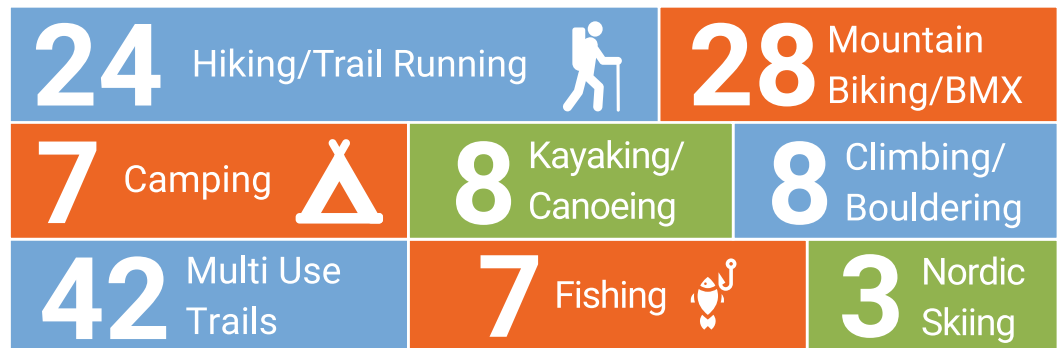 24 Hiking/Trail Running
28 Mountain
Biking/BMX
7 Camping
8 Kayaking/
Canoeing
8 Climbing/
Bouldering
42 Multi Use
Trails
7 Fishing
3 Nordic
Skiing